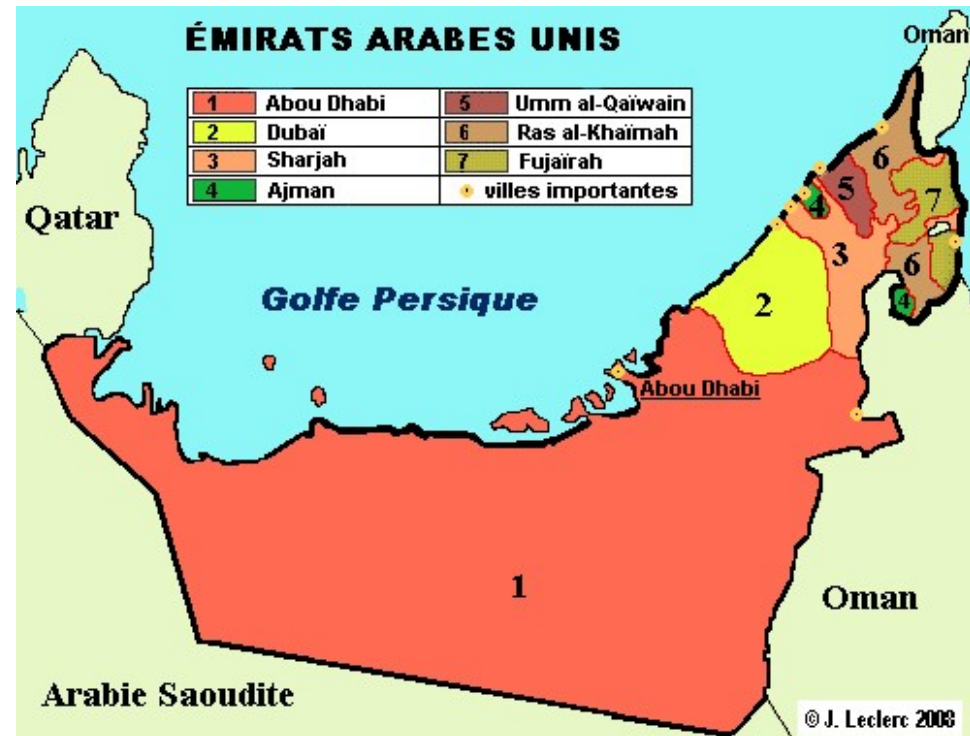 ÉMIRATS ARABES UNIS
Oman
1 Abou Dhabi 5 Umm al-Qaïwain
2 Dubaï 6 Ras al-Khaïmah
3 Sharjah 7 Fujaïrah
4 Ajman villes importantes
6
5
7
4
Qatar
3
6
Golfe Persique
2
4
Abou Dhabi
1
Oman
Arabie Saoudite
© J. Leclerc 2008